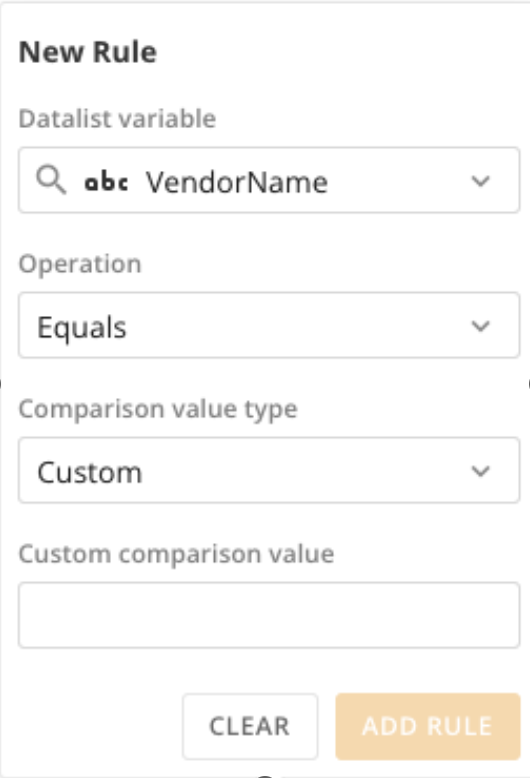 New Rule
Datalist variable
abc VendorName
Operation
Equals
Comparison value type
Custom
Custom comparison value
CLEAR ADD RULE